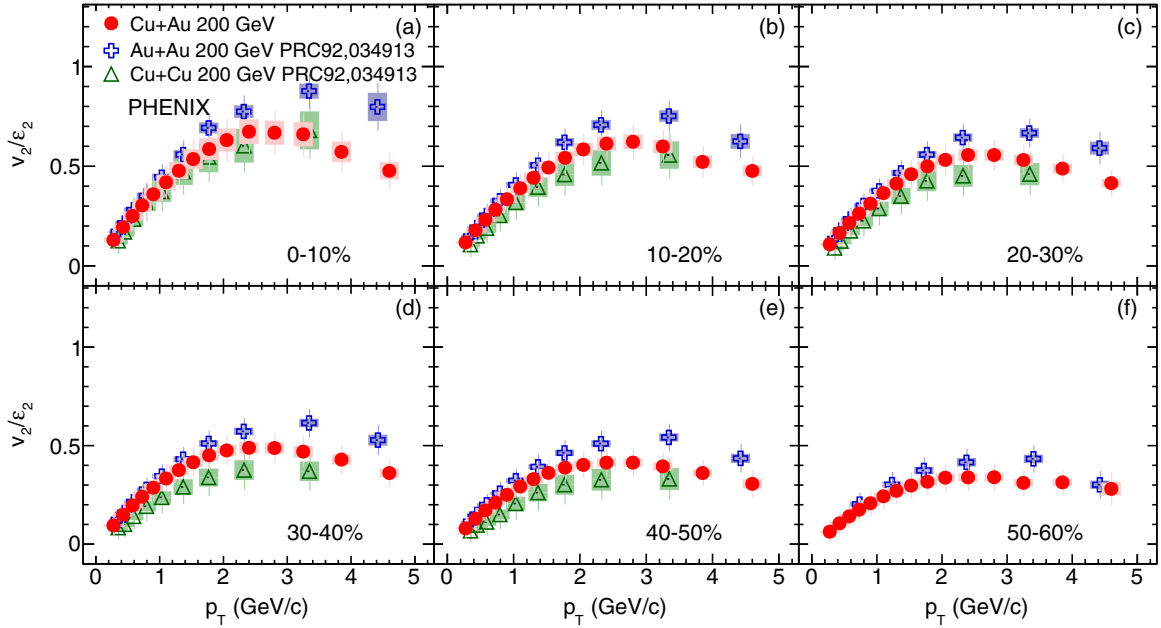 (a)
Cu+Au 200 GeV
Au+Au 200 GeV PRC92,034913
Cu+Cu 200 GeV PRC92,034913
PHENIX
(b)
(c)
1
0.5
0
v₂/ε₂
0-10%
10-20%
20-30%
(d)
(e)
(f)
1
0.5
0
v₂/ε₂
30-40%
40-50%
50-60%
0 1 2 3 4 5
0 1 2 3 4 5
0 1 2 3 4 5
p_T (GeV/c)
p_T (GeV/c)
p_T (GeV/c)